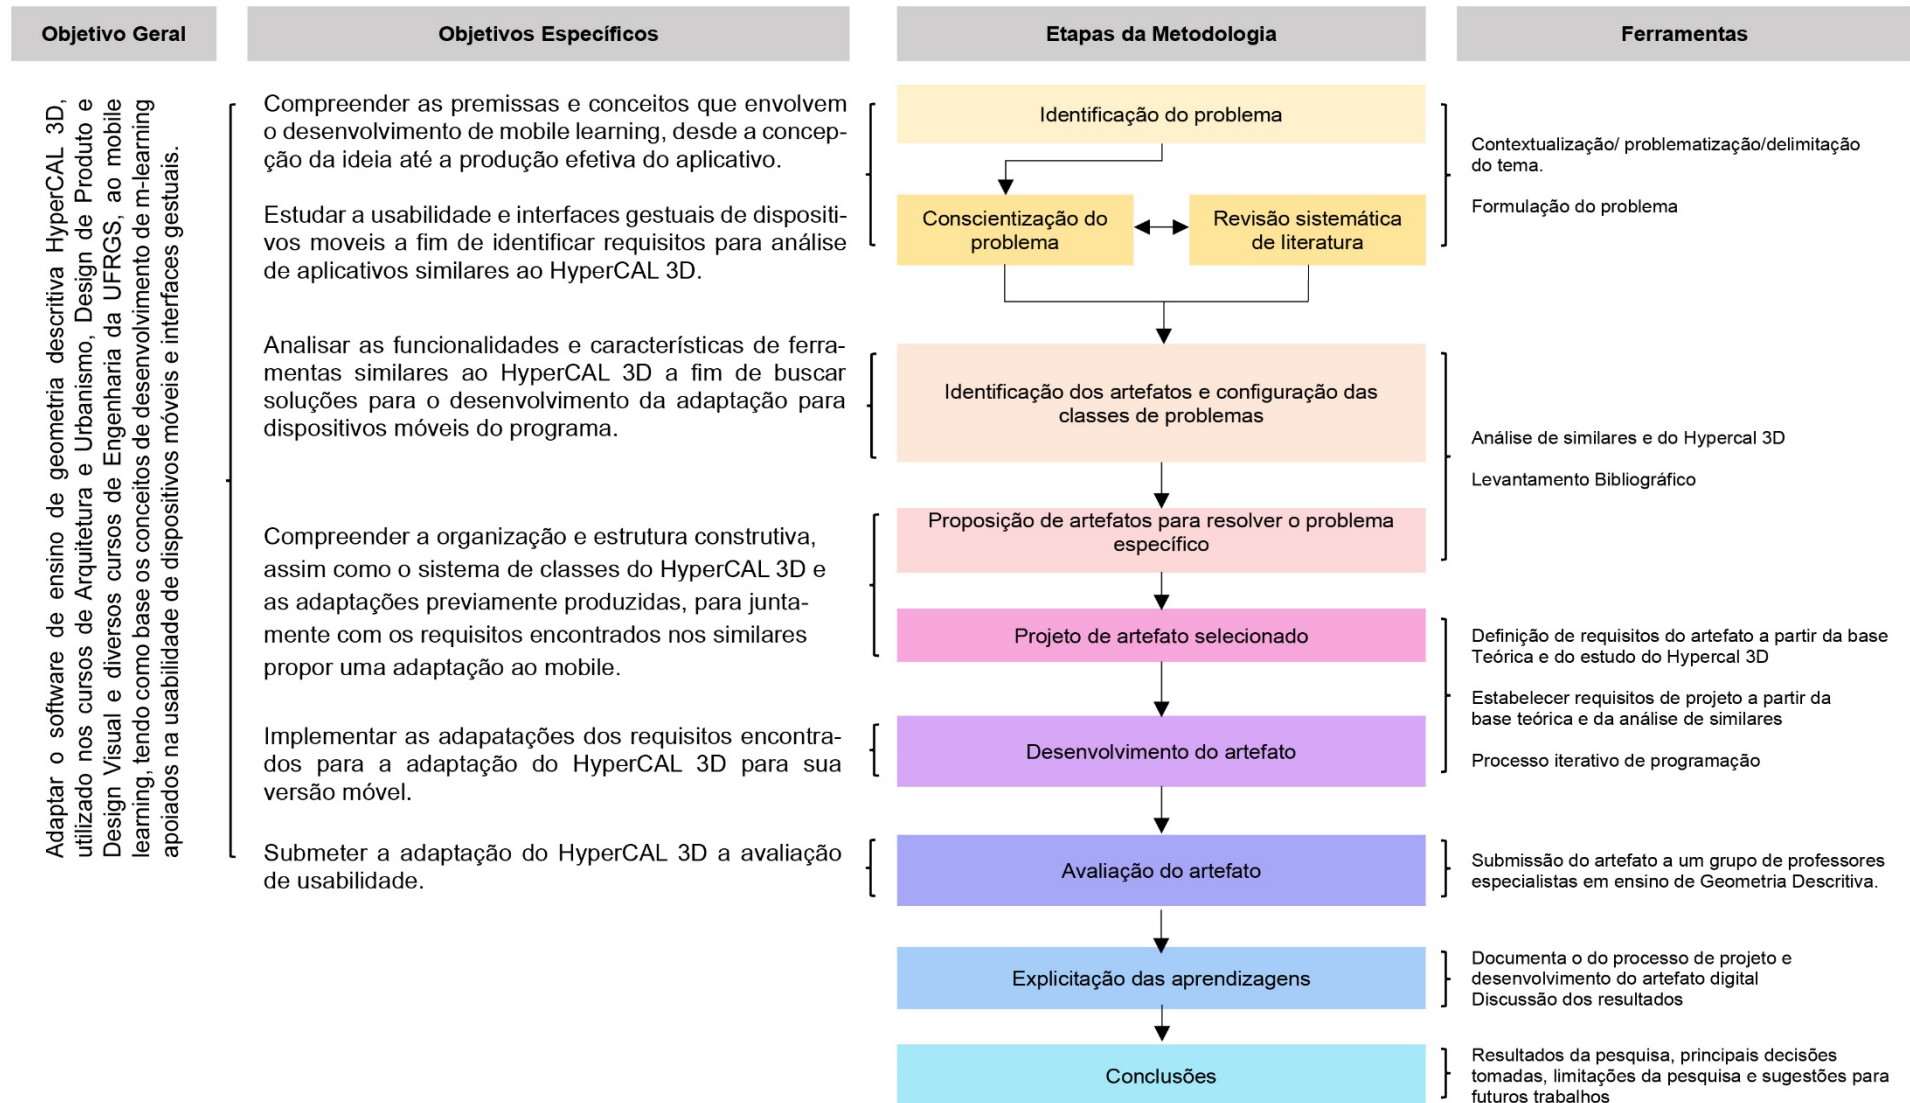 Objetivo Geral
Objetivos Específicos
Etapas da Metodologia
Ferramentas
Adaptar o software de ensino de geometria descritiva HyperCAL 3D,
utilizado nos cursos de Arquitetura e Urbanismo, Design de Produto e
Design Visual e diversos cursos de Engenharia da UFRGS, ao mobile
learning, tendo como base os conceitos de desenvolvimento de m-learning
apoiados na usabilidade de dispositivos móveis e interfaces gestuais.
Compreender as premissas e conceitos que envolvem
o desenvolvimento de mobile learning, desde a concep-
ção da ideia até a produção efetiva do aplicativo.
Estudar a usabilidade e interfaces gestuais de dispositi-
vos moveis a fim de identificar requisitos para análise
de aplicativos similares ao HyperCAL 3D.
Analisar as funcionalidades e características de ferra-
mentas similares ao HyperCAL 3D a fim de buscar
soluções para o desenvolvimento da adaptação para
dispositivos móveis do programa.
Compreender a organização e estrutura construtiva,
assim como o sistema de classes do HyperCAL 3D e
as adaptações previamente produzidas, para junta-
mente com os requisitos encontrados nos similares
propor uma adaptação ao mobile.
Implementar as adapatações dos requisitos encontra-
dos para a adaptação do HyperCAL 3D para sua
versão móvel.
Submeter a adaptação do HyperCAL 3D a avaliação
de usabilidade.
Identificação do problema
Conscientização do
problema
Revisão sistemática
de literatura
Identificação dos artefatos e configuração das
classes de problemas
Proposição de artefatos para resolver o problema
específico
Projeto de artefato selecionado
Desenvolvimento do artefato
Avaliação do artefato
Explicitação das aprendizagens
Conclusões
Contextualização/ problematização/delimitação
do tema.
Formulação do problema
Análise de similares e do Hypercal 3D
Levantamento Bibliográfico
Definição de requisitos do artefato a partir da base
Teórica e do estudo do Hypercal 3D
Estabelecer requisitos de projeto a partir da
base teórica e da análise de similares
Processo iterativo de programação
Submissão do artefato a um grupo de professores
especialistas em ensino de Geometria Descritiva.
Documenta o do processo de projeto e
desenvolvimento do artefato digital
Discussão dos resultados
Resultados da pesquisa, principais decisões
tomadas, limitações da pesquisa e sugestões para
futuros trabalhos